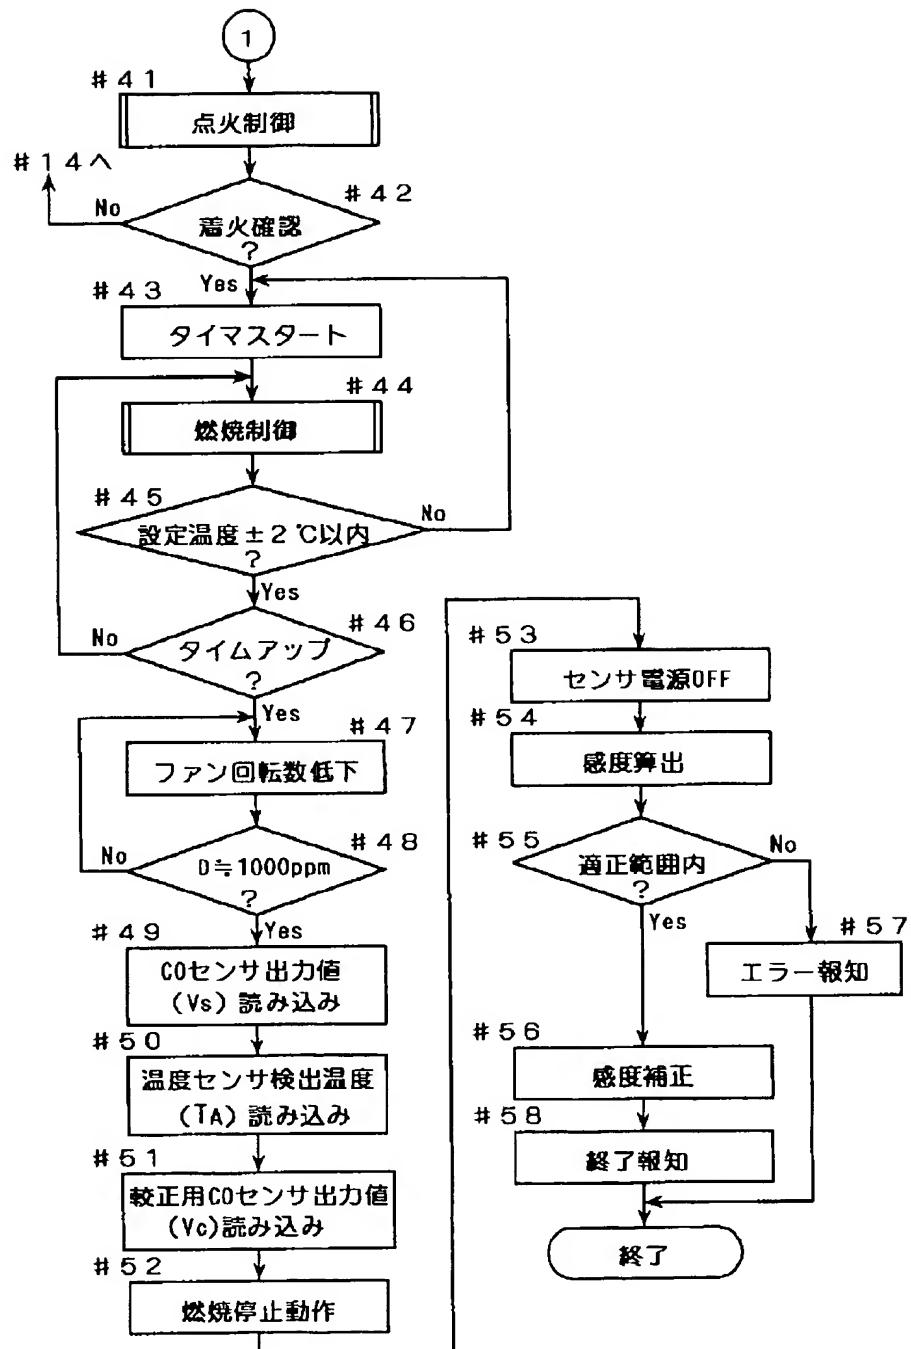 1
#41
点火制御
#14へ
No
#42
着火確認
?
Yes
#43
タイマスタート
#44
燃焼制御
#45
No
設定温度±2℃以内
?
Yes
No
#46
タイムアップ
?
Yes
#47
ファン回転数低下
No
#48
D≒1000ppm
?
Yes
#49
COセンサ出力値
(Vs)読み込み
#50
温度センサ検出温度
(TA)読み込み
#51
較正用COセンサ出力値
(Vc)読み込み
#52
燃焼停止動作
#53
センサ電源OFF
#54
感度算出
#55
No
適正範囲内
?
Yes
#57
エラー報知
#56
感度補正
#58
終了報知
終了